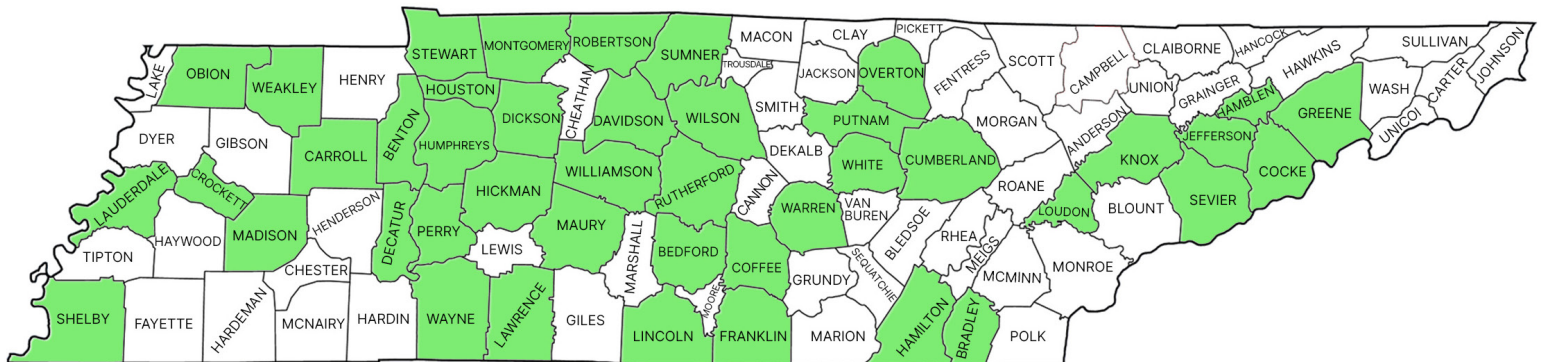 LAKE
OBION
WEAKLEY
HENRY
STEWART
MONTGOMERY
ROBERTSON
SUMNER
MACON
TROUSDALE
CLAY
PICKETT
JACKSON
OVERTON
FENTRESS
SCOTT
CAMPBELL
CLAIBORNE
HANCOCK
HAWKINS
SULLIVAN
JOHNSON
CARTER
WASH
UNICOI
GREENE
HAMBLEN
GRAINGER
UNION
DYER
GIBSON
CARROLL
BENTON
HOUSTON
HUMPHREYS
DICKSON
CHEATHAM
DAVIDSON
WILSON
SMITH
PUTNAM
DEKALB
WHITE
CUMBERLAND
MORGAN
ANDERSON
KNOX
JEFFERSON
COCKE
SEVIER
LAUDERDALE
CROCKETT
HAYWOOD
MADISON
HENDERSON
DECATUR
PERRY
HICKMAN
WILLIAMSON
RUTHERFORD
CANNON
WARREN
VAN
BUREN
ROANE
LOUDON
BLOUNT
TIPTON
CHESTER
LEWIS
MAURY
MARSHALL
BEDFORD
COFFEE
GRUNDY
SEQUATCHIE
BLEDSOE
RHEA
MEIGS
MCMINN
MONROE
SHELBY
FAYETTE
HARDEMAN
MCNAIRY
HARDIN
WAYNE
LAWRENCE
GILES
LINCOLN
MOORE
FRANKLIN
MARION
HAMILTON
BRADLEY
POLK